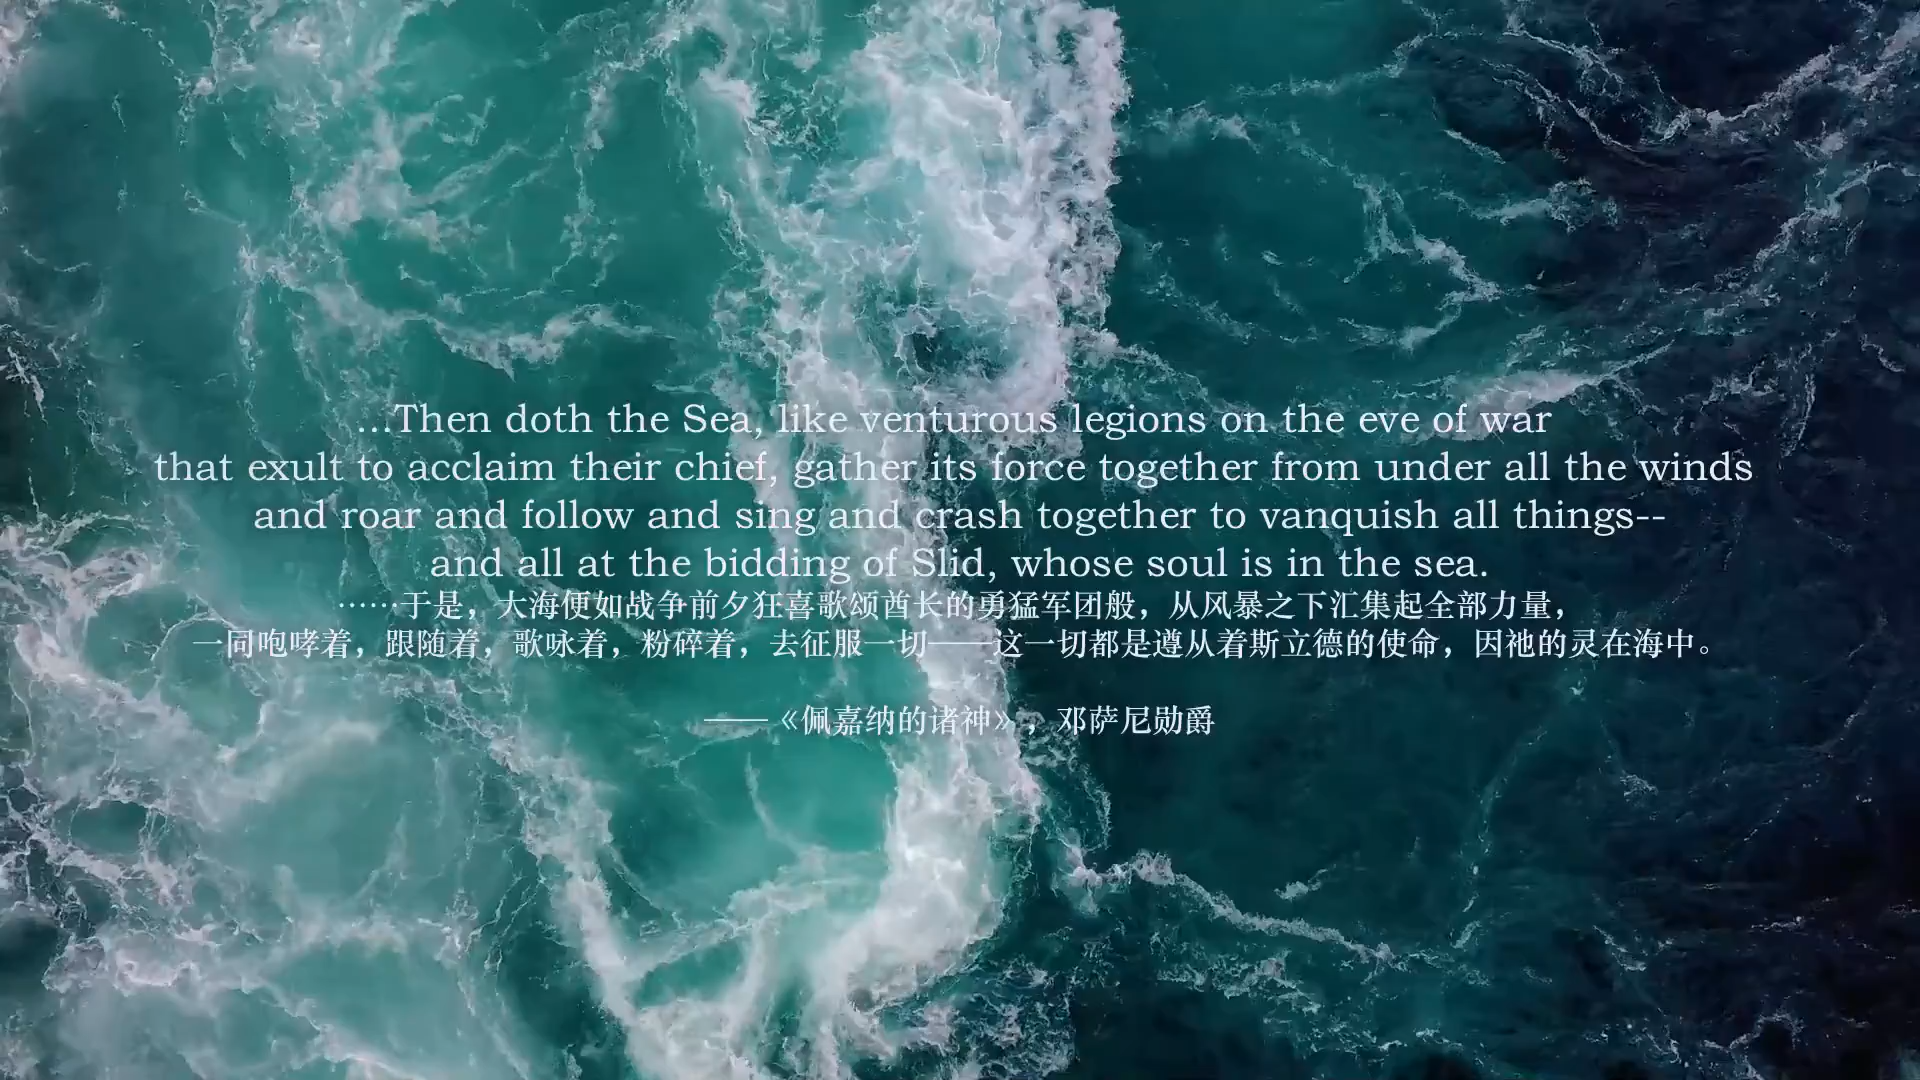 ...Then doth the Sea, like venturous legions on the eve of war
that exult to acclaim their chief, gather its force together from under all the winds
and roar and follow and sing and crash together to vanquish all things--
and all at the bidding of Slid, whose soul is in the sea.
……于是，大海便如战争前夕狂喜歌颂酋长的勇猛军团般，从风暴之下汇集起全部力量，
一同咆哮着，跟随着，歌咏着，粉碎着，去征服一切——这一切都是遵从着斯立德的使命，因祂的灵在海中。
——《佩嘉纳的诸神》，邓萨尼勋爵